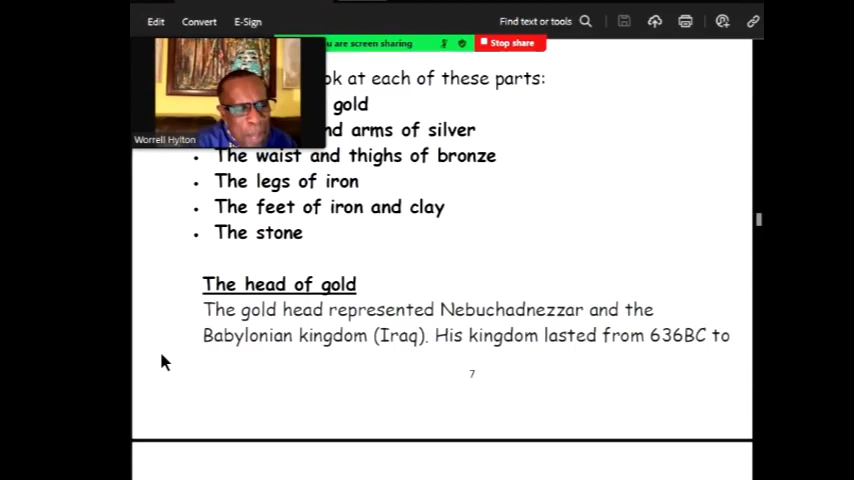 Edit Convert E-Sign Find text or tools
are screen sharing Stop share
Worrell Hylton
at each of these parts:
gold
arms of silver
• The waist and thighs of bronze
• The legs of iron
• The feet of iron and clay
• The stone
The head of gold
The gold head represented Nebuchadnezzar and the
Babylonian kingdom (Iraq). His kingdom lasted from 636BC to
7